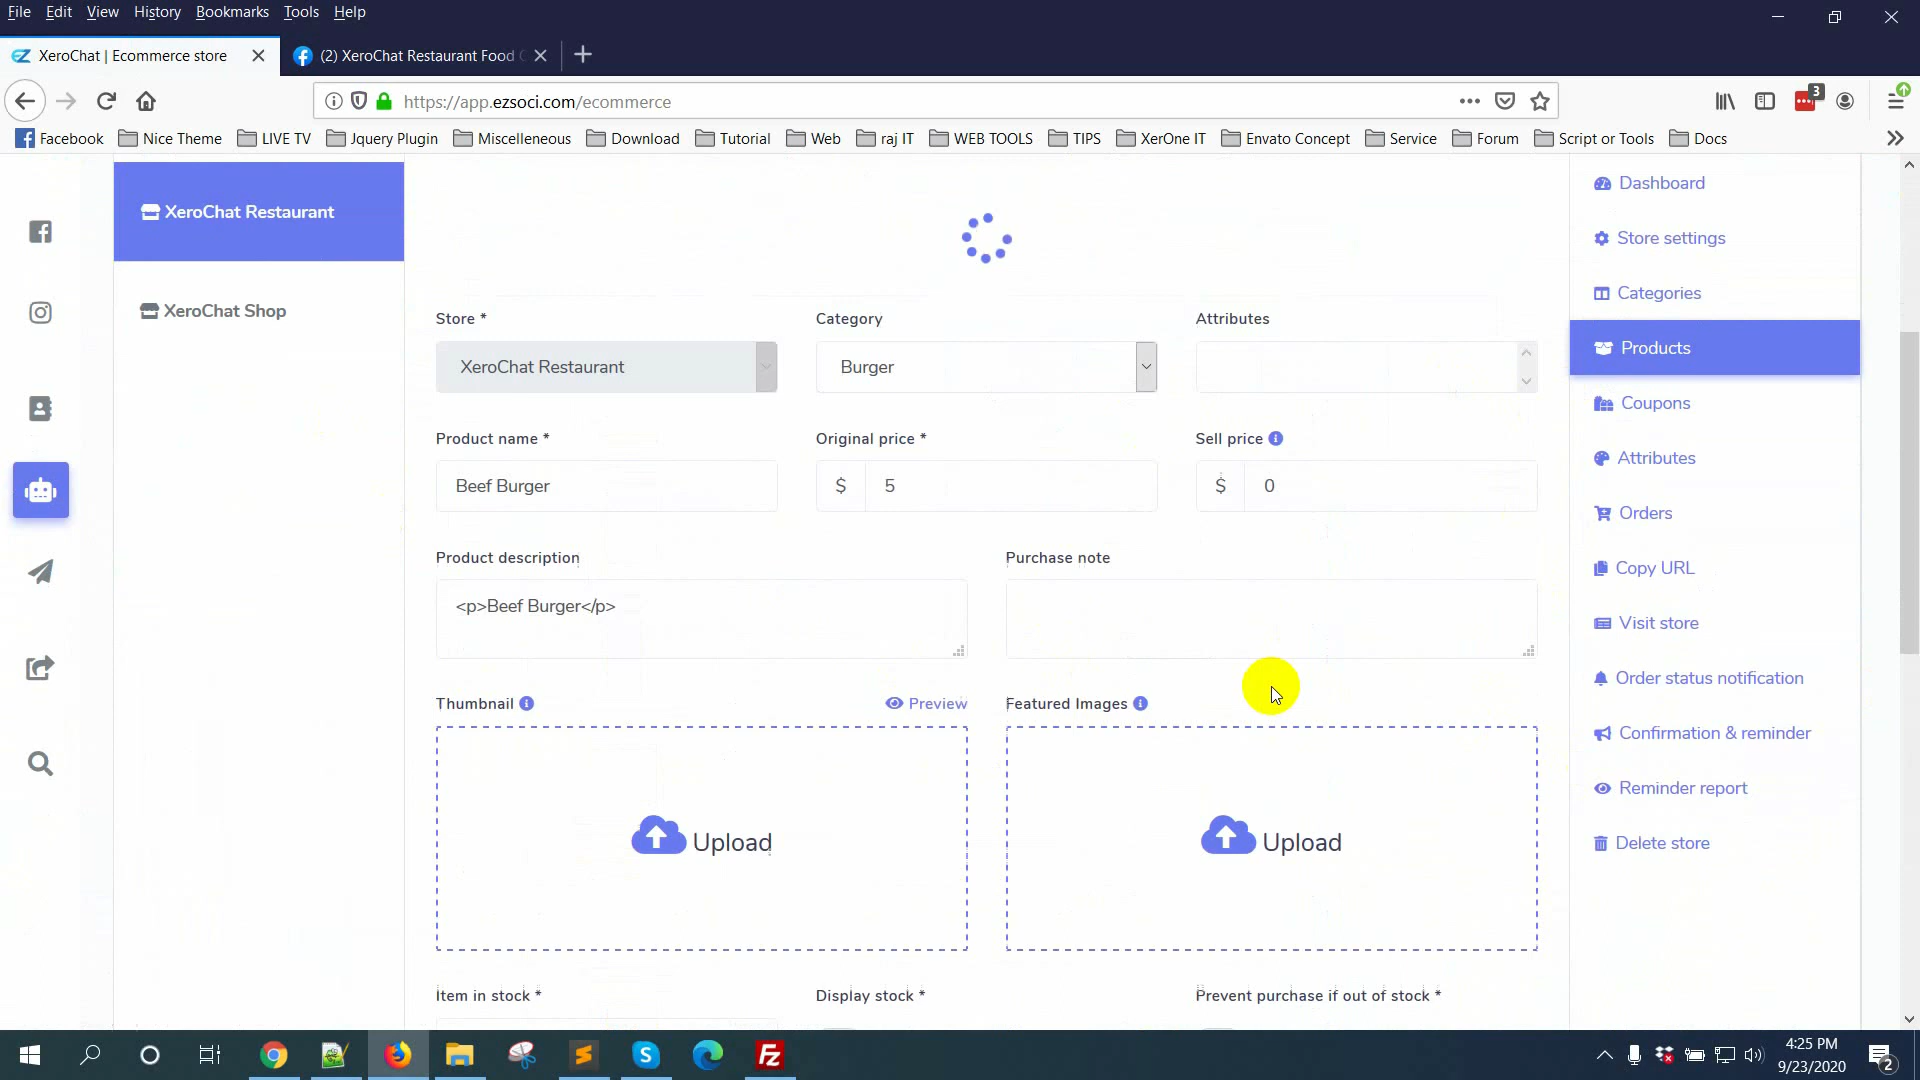 File Edit View History Bookmarks Tools Help
XeroChat | Ecommerce store
(2) XeroChat Restaurant Food
https://app.ezsoci.com/ecommerce
3
Facebook Nice Theme LIVE TV Jquery Plugin Miscelleneous Download Tutorial Web raj IT WEB TOOLS TIPS XerOne IT Envato Concept Service Forum Script or Tools Docs
XeroChat Restaurant
XeroChat Shop
Store *
Category
Attributes
XeroChat Restaurant
Burger
Product name *
Original price *
Sell price
Beef Burger
$ 5
$ 0
Product description
Purchase note
<p>Beef Burger</p>
Thumbnail
Preview
Featured Images
Upload
Upload
Item in stock *
Display stock *
Prevent purchase if out of stock *
Dashboard
Store settings
Categories
Products
Coupons
Attributes
Orders
Copy URL
Visit store
Order status notification
Confirmation & reminder
Reminder report
Delete store
4:25 PM
9/23/2020
2